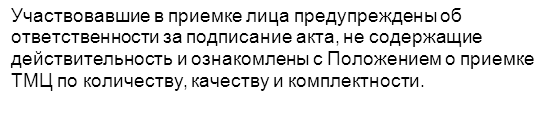 Участвовавшие в приемке лица предупреждены об
ответственности за подписание акта, не содержащие
действительность и ознакомлены с Положением о приемке
ТМЦ по количеству, качеству и комплектности.